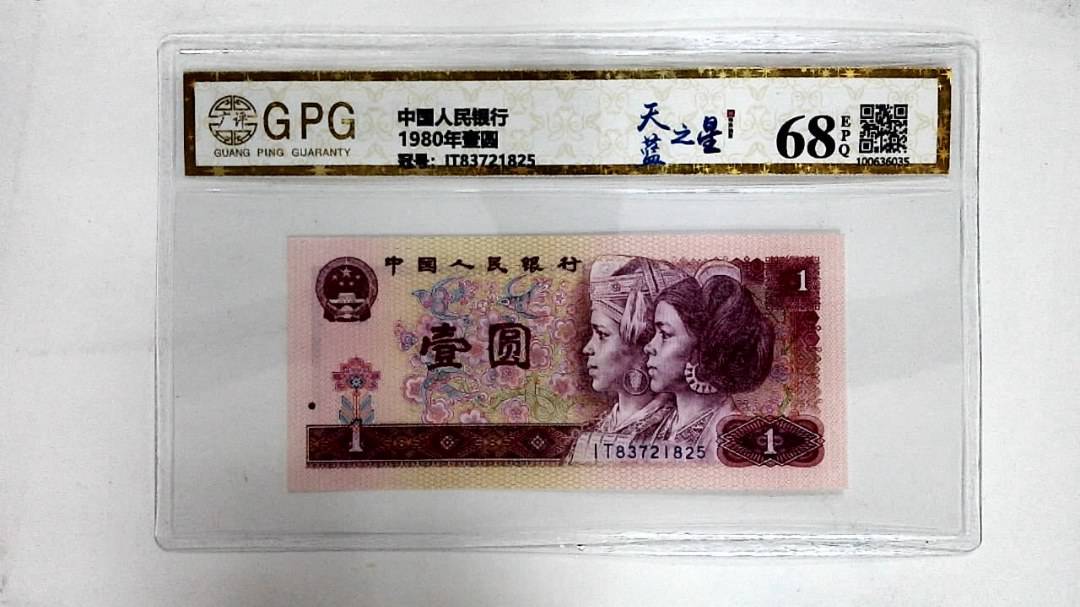 GPG
GUANG PING GUARANTY
中国人民银行
1980年壹圆
冠号: IT83721825
天蓝之星
68
EPQ
100636035
中国人民银行
1
壹圆
IT83721825
1
1